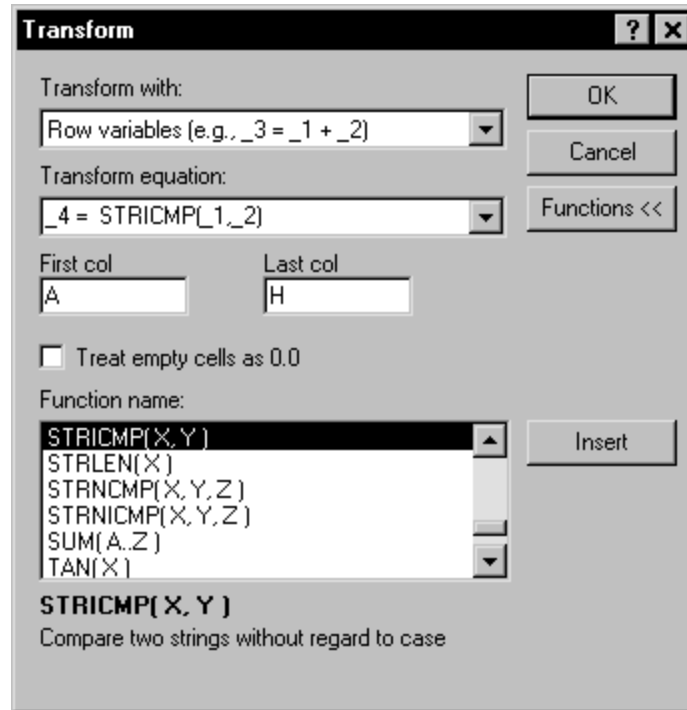 Transform
? ×
Transform with:
Row variables (e.g., _3 = _1 + _2)
OK
Cancel
Transform equation:
_4 = STRICMP(_1,_2)
Functions <<
First col
Last col
A
H
Treat empty cells as 0.0
Function name:
STRICMP( X, Y )
STRLEN( X )
STRNCMP( X, Y, Z )
STRNICMP( X, Y, Z )
SUM( A..Z )
TAN( X )
Insert
STRICMP( X, Y )
Compare two strings without regard to case